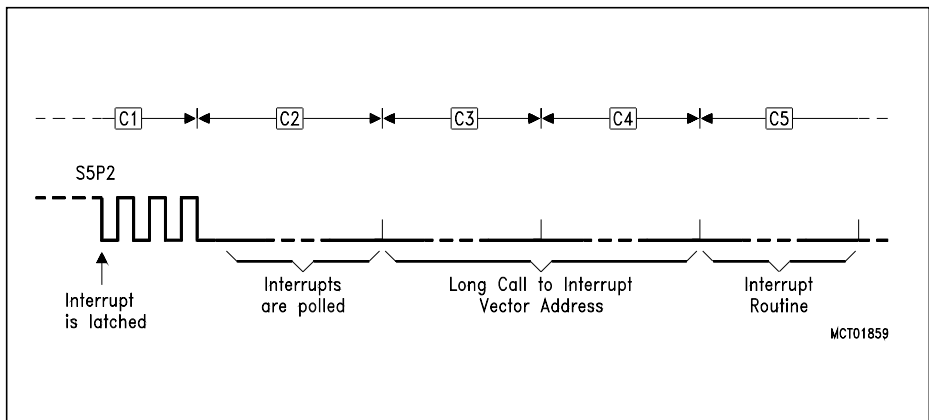 C1 C2 C3 C4 C5
S5P2
Interrupt
is latched
Interrupts
are polled
Long Call to Interrupt
Vector Address
Interrupt
Routine
MCT01859